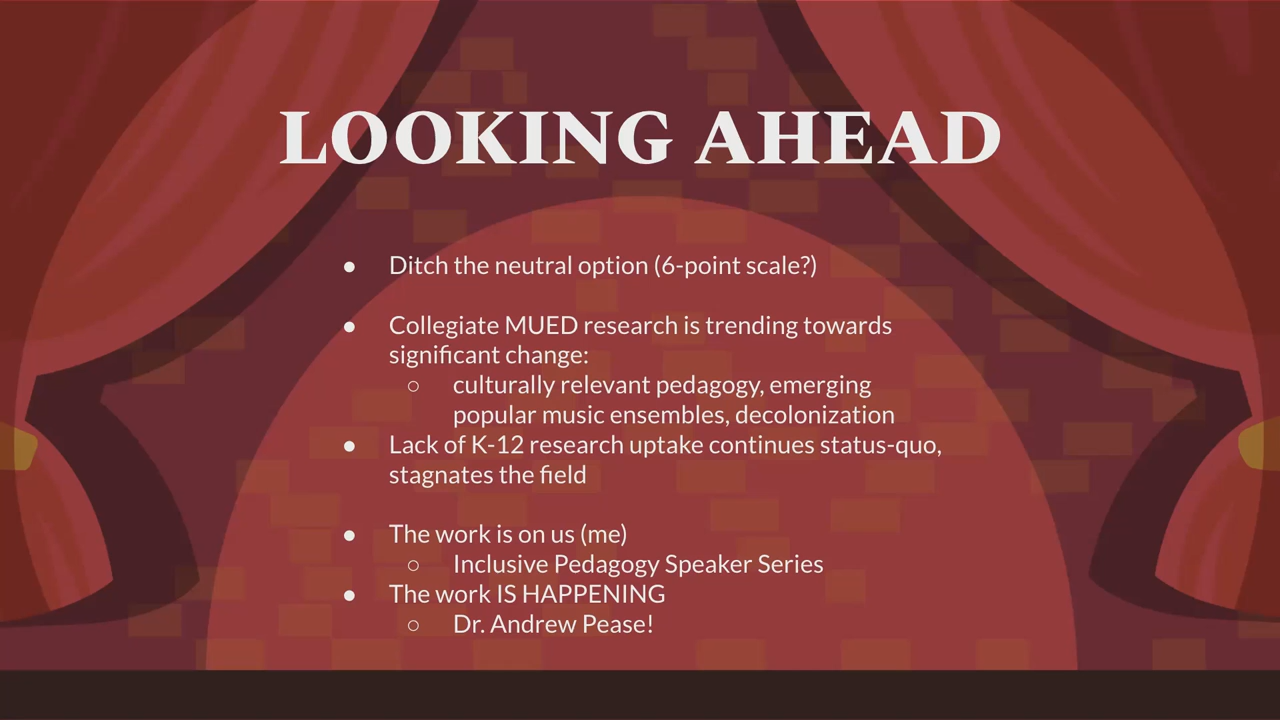 LOOKING AHEAD
● Ditch the neutral option (6-point scale?)
● Collegiate MUED research is trending towards
significant change:
○ culturally relevant pedagogy, emerging
popular music ensembles, decolonization
● Lack of K-12 research uptake continues status-quo,
stagnates the field
● The work is on us (me)
○ Inclusive Pedagogy Speaker Series
● The work IS HAPPENING
○ Dr. Andrew Pease!